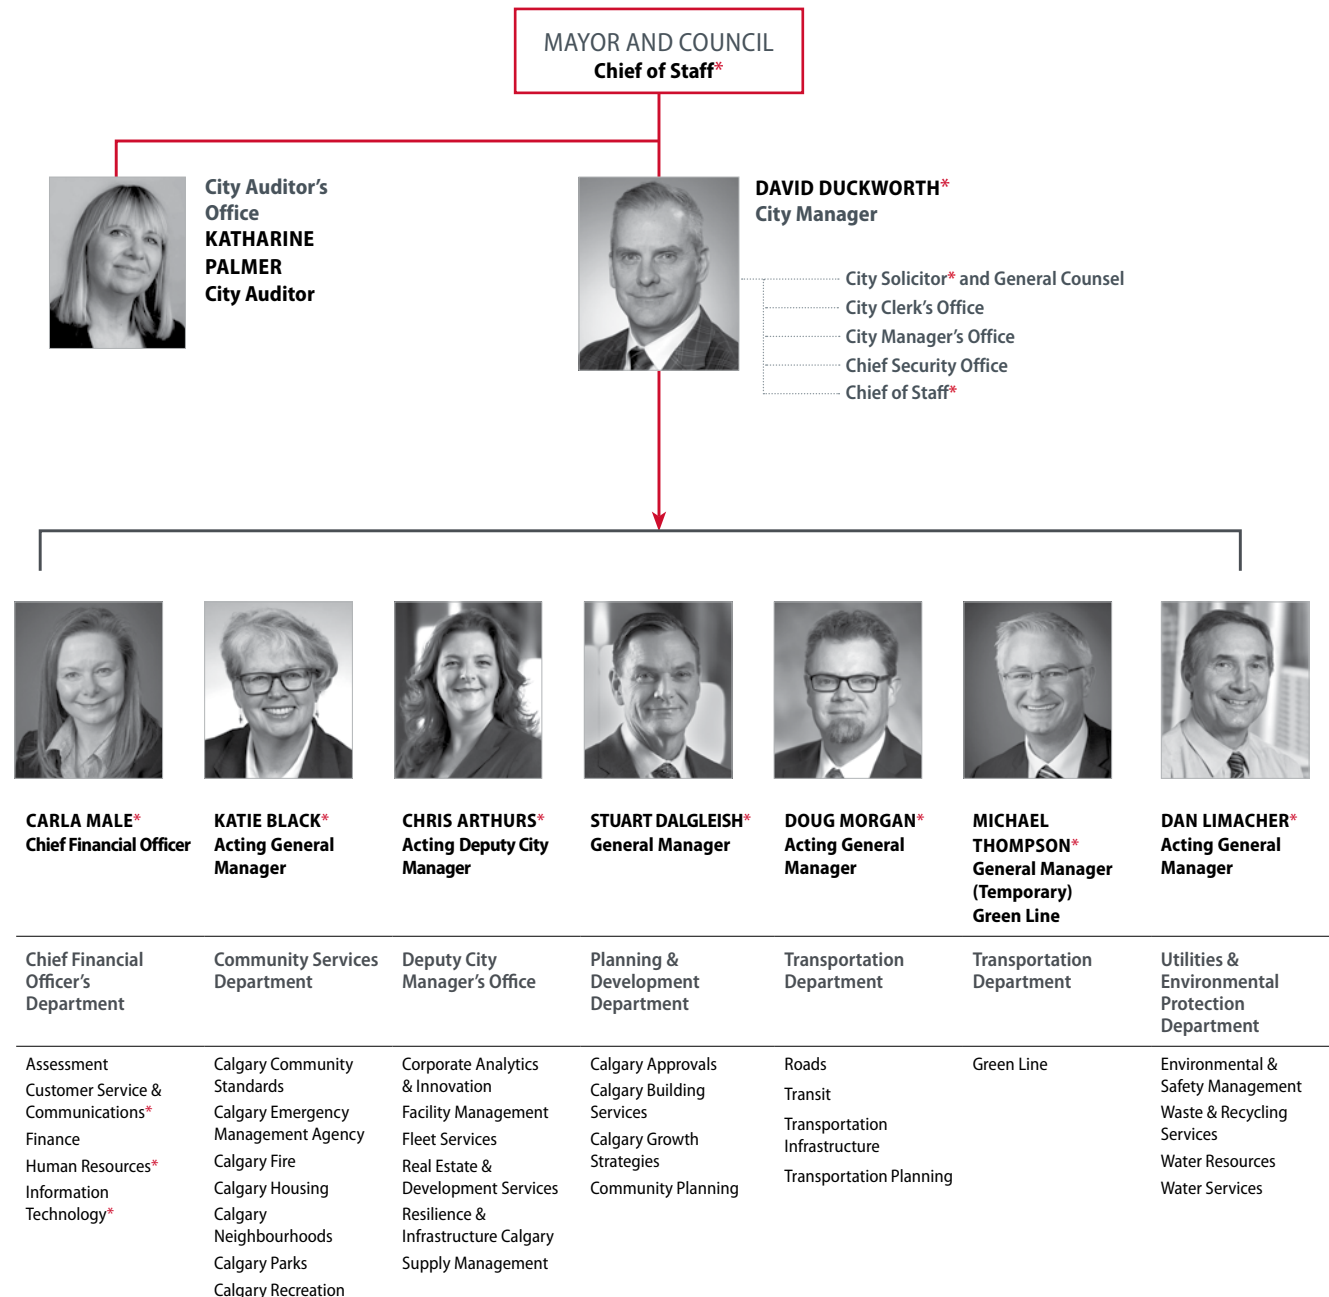 MAYOR AND COUNCIL
Chief of Staff*
City Auditor's
Office
KATHARINE
PALMER
City Auditor
DAVID DUCKWORTH*
City Manager
City Solicitor* and General Counsel
City Clerk's Office
City Manager's Office
Chief Security Office
Chief of Staff*
CARLA MALE*
Chief Financial Officer
KATIE BLACK*
Acting General
Manager
CHRIS ARTHURS*
Acting Deputy City
Manager
STUART DALGLEISH*
General Manager
DOUG MORGAN*
Acting General
Manager
MICHAEL
THOMPSON*
General Manager
(Temporary)
Green Line
DAN LIMACHER*
Acting General
Manager
Chief Financial
Officer's
Department
Community Services
Department
Deputy City
Manager's Office
Planning &
Development
Department
Transportation
Department
Transportation
Department
Utilities &
Environmental
Protection
Department
Assessment
Customer Service &
Communications*
Finance
Human Resources*
Information
Technology*
Calgary Community
Standards
Calgary Emergency
Management Agency
Calgary Fire
Calgary Housing
Calgary
Neighbourhoods
Calgary Parks
Calgary Recreation
Corporate Analytics
& Innovation
Facility Management
Fleet Services
Real Estate &
Development Services
Resilience &
Infrastructure Calgary
Supply Management
Calgary Approvals
Calgary Building
Services
Calgary Growth
Strategies
Community Planning
Roads
Transit
Transportation
Infrastructure
Transportation Planning
Green Line
Environmental &
Safety Management
Waste & Recycling
Services
Water Resources
Water Services